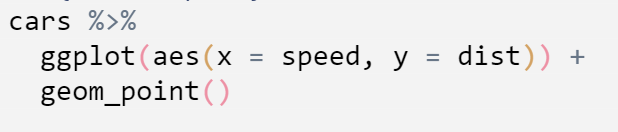 cars %>%
  ggplot(aes(x = speed, y = dist)) +
  geom_point()